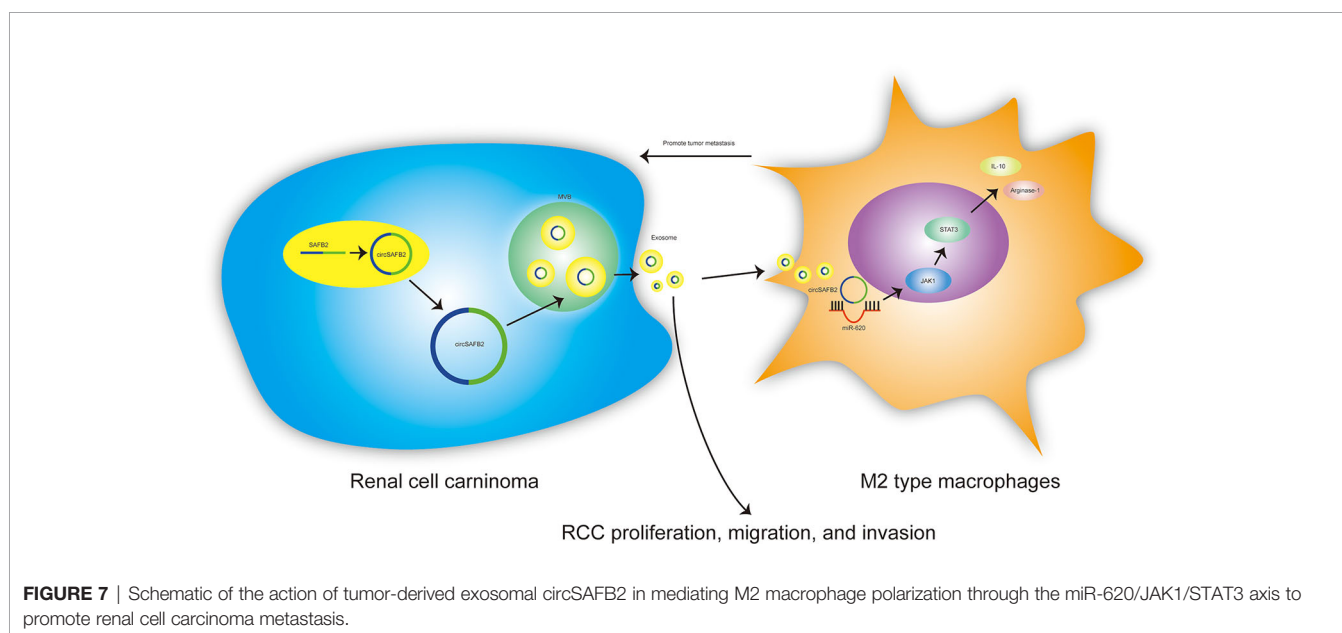 Promote tumor metastasis
IL-10
Arginase-1
MVB
STAT3
SAFB2
circSAFB2
Exosome
JAK1
circSAFB2
miR-620
circSAFB2
Renal cell carninoma
M2 type macrophages
RCC proliferation, migration, and invasion
FIGURE 7 | Schematic of the action of tumor-derived exosomal circSAFB2 in mediating M2 macrophage polarization through the miR-620/JAK1/STAT3 axis to
promote renal cell carcinoma metastasis.